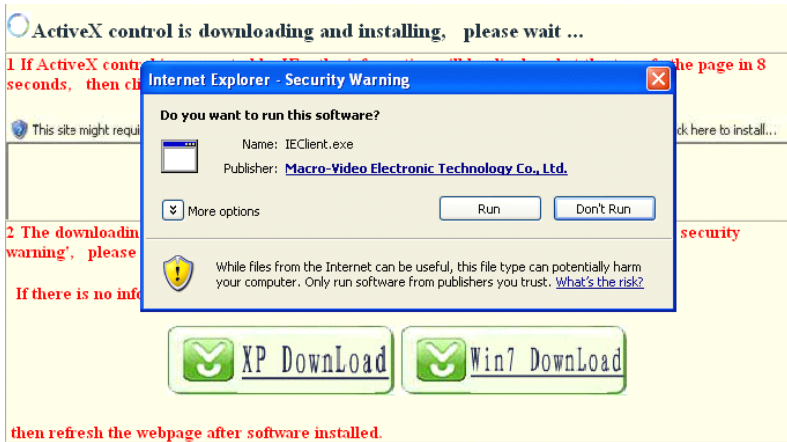 ActiveX control is downloading and installing, please wait ...
1 If ActiveX cont
the page in 8
seconds, then cli
Internet Explorer - Security Warning
Do you want to run this software?
This site might requi
ck here to install...
Name: IEClient.exe
Publisher: Macro-Video Electronic Technology Co., Ltd.
More options
Run
Don't Run
2 The downloadin
security
warning', please
While files from the Internet can be useful, this file type can potentially harm
your computer. Only run software from publishers you trust. What's the risk?
If there is no info
XP DownLoad
Win7 DownLoad
then refresh the webpage after software installed.